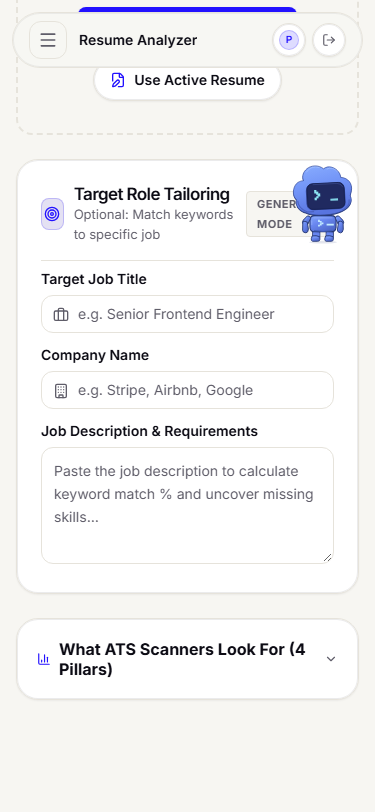 Resume Analyzer
P
Use Active Resume
Target Role Tailoring
Optional: Match keywords
to specific job
MODE
Target Job Title
e.g. Senior Frontend Engineer
Company Name
e.g. Stripe, Airbnb, Google
Job Description & Requirements
Paste the job description to calculate
keyword match % and uncover missing
skills...
What ATS Scanners Look For (4
Pillars)